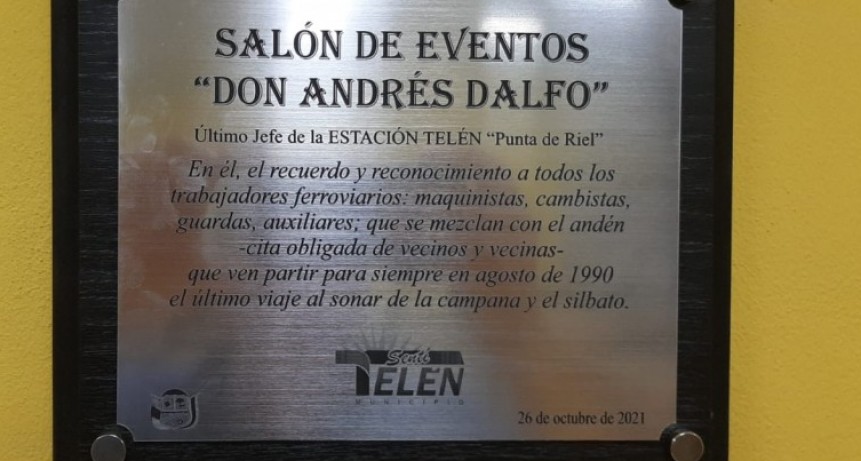 SALÓN DE EVENTOS
“DON ANDRÉS DALFO”
Último Jefe de la ESTACIÓN TELÉN “Punta de Riel”
En él, el recuerdo y reconocimiento a todos los
trabajadores ferroviarios: maquinistas, cambistas,
guardas, auxiliares; que se mezclan con el andén
-cita obligada de vecinos y vecinas-
que ven partir para siempre en agosto de 1990
el último viaje al sonar de la campana y el silbato.
Sentí
TELÉN
MUNICIPIO
26 de octubre de 2021